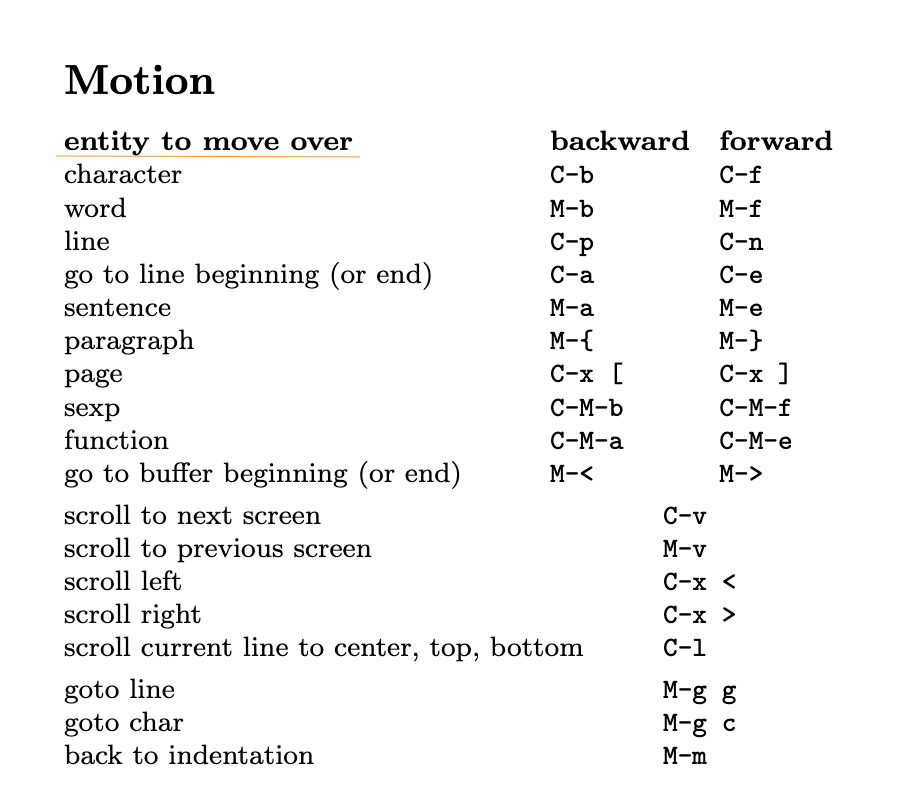 Motion
entity to move over backward forward
character C-b C-f
word M-b M-f
line C-p C-n
go to line beginning (or end) C-a C-e
sentence M-a M-e
paragraph M-{ M-}
page C-x [ C-x ]
sexp C-M-b C-M-f
function C-M-a C-M-e
go to buffer beginning (or end) M-< M->
scroll to next screen C-v
scroll to previous screen M-v
scroll left C-x <
scroll right C-x >
scroll current line to center, top, bottom C-l
goto line M-g g
goto char M-g c
back to indentation M-m